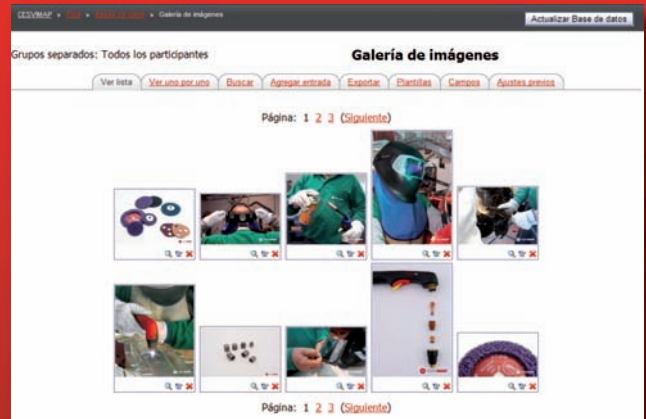 CESVIMAP » » » Galería de imágenes
Actualizar Base de datos
Grupos separados: Todos los participantes
Galería de imágenes
Ver lista Ver uno por uno Buscar Agregar entrada Exportar Plantillas Campos Ajustes previos
Página: 1 2 3 (Siguiente)
Página: 1 2 3 (Siguiente)